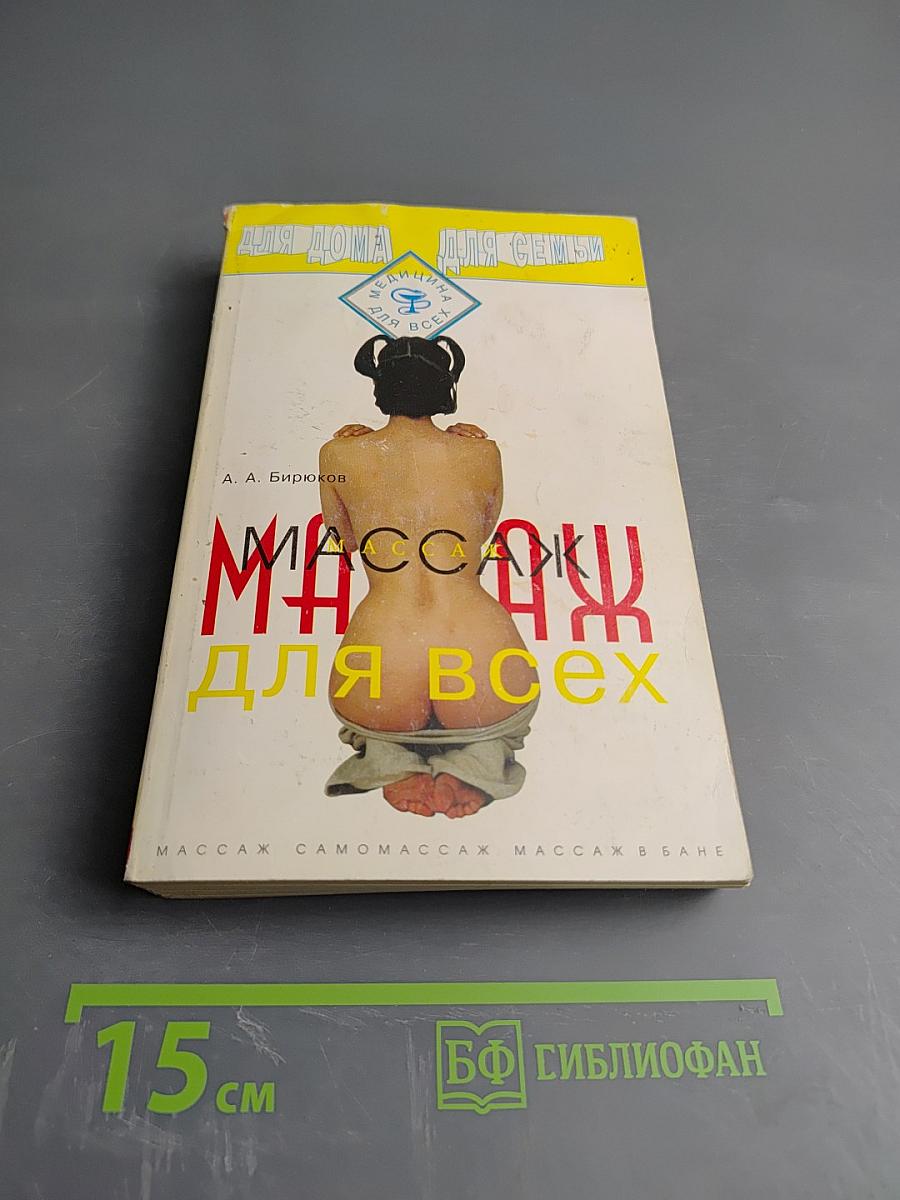 ДЛЯ ДОМА ДЛЯ СЕМЬИ
МЕДИЦИНА
ДЛЯ ВСЕХ
А. А. Бирюков
МАССАЖ
МАССАЖ
МАССАЖ
ДЛЯ ВСЕХ
МАССАЖ САМОМАССАЖ МАССАЖ В БАНЕ
15 см
БФ БИБЛИОФАН